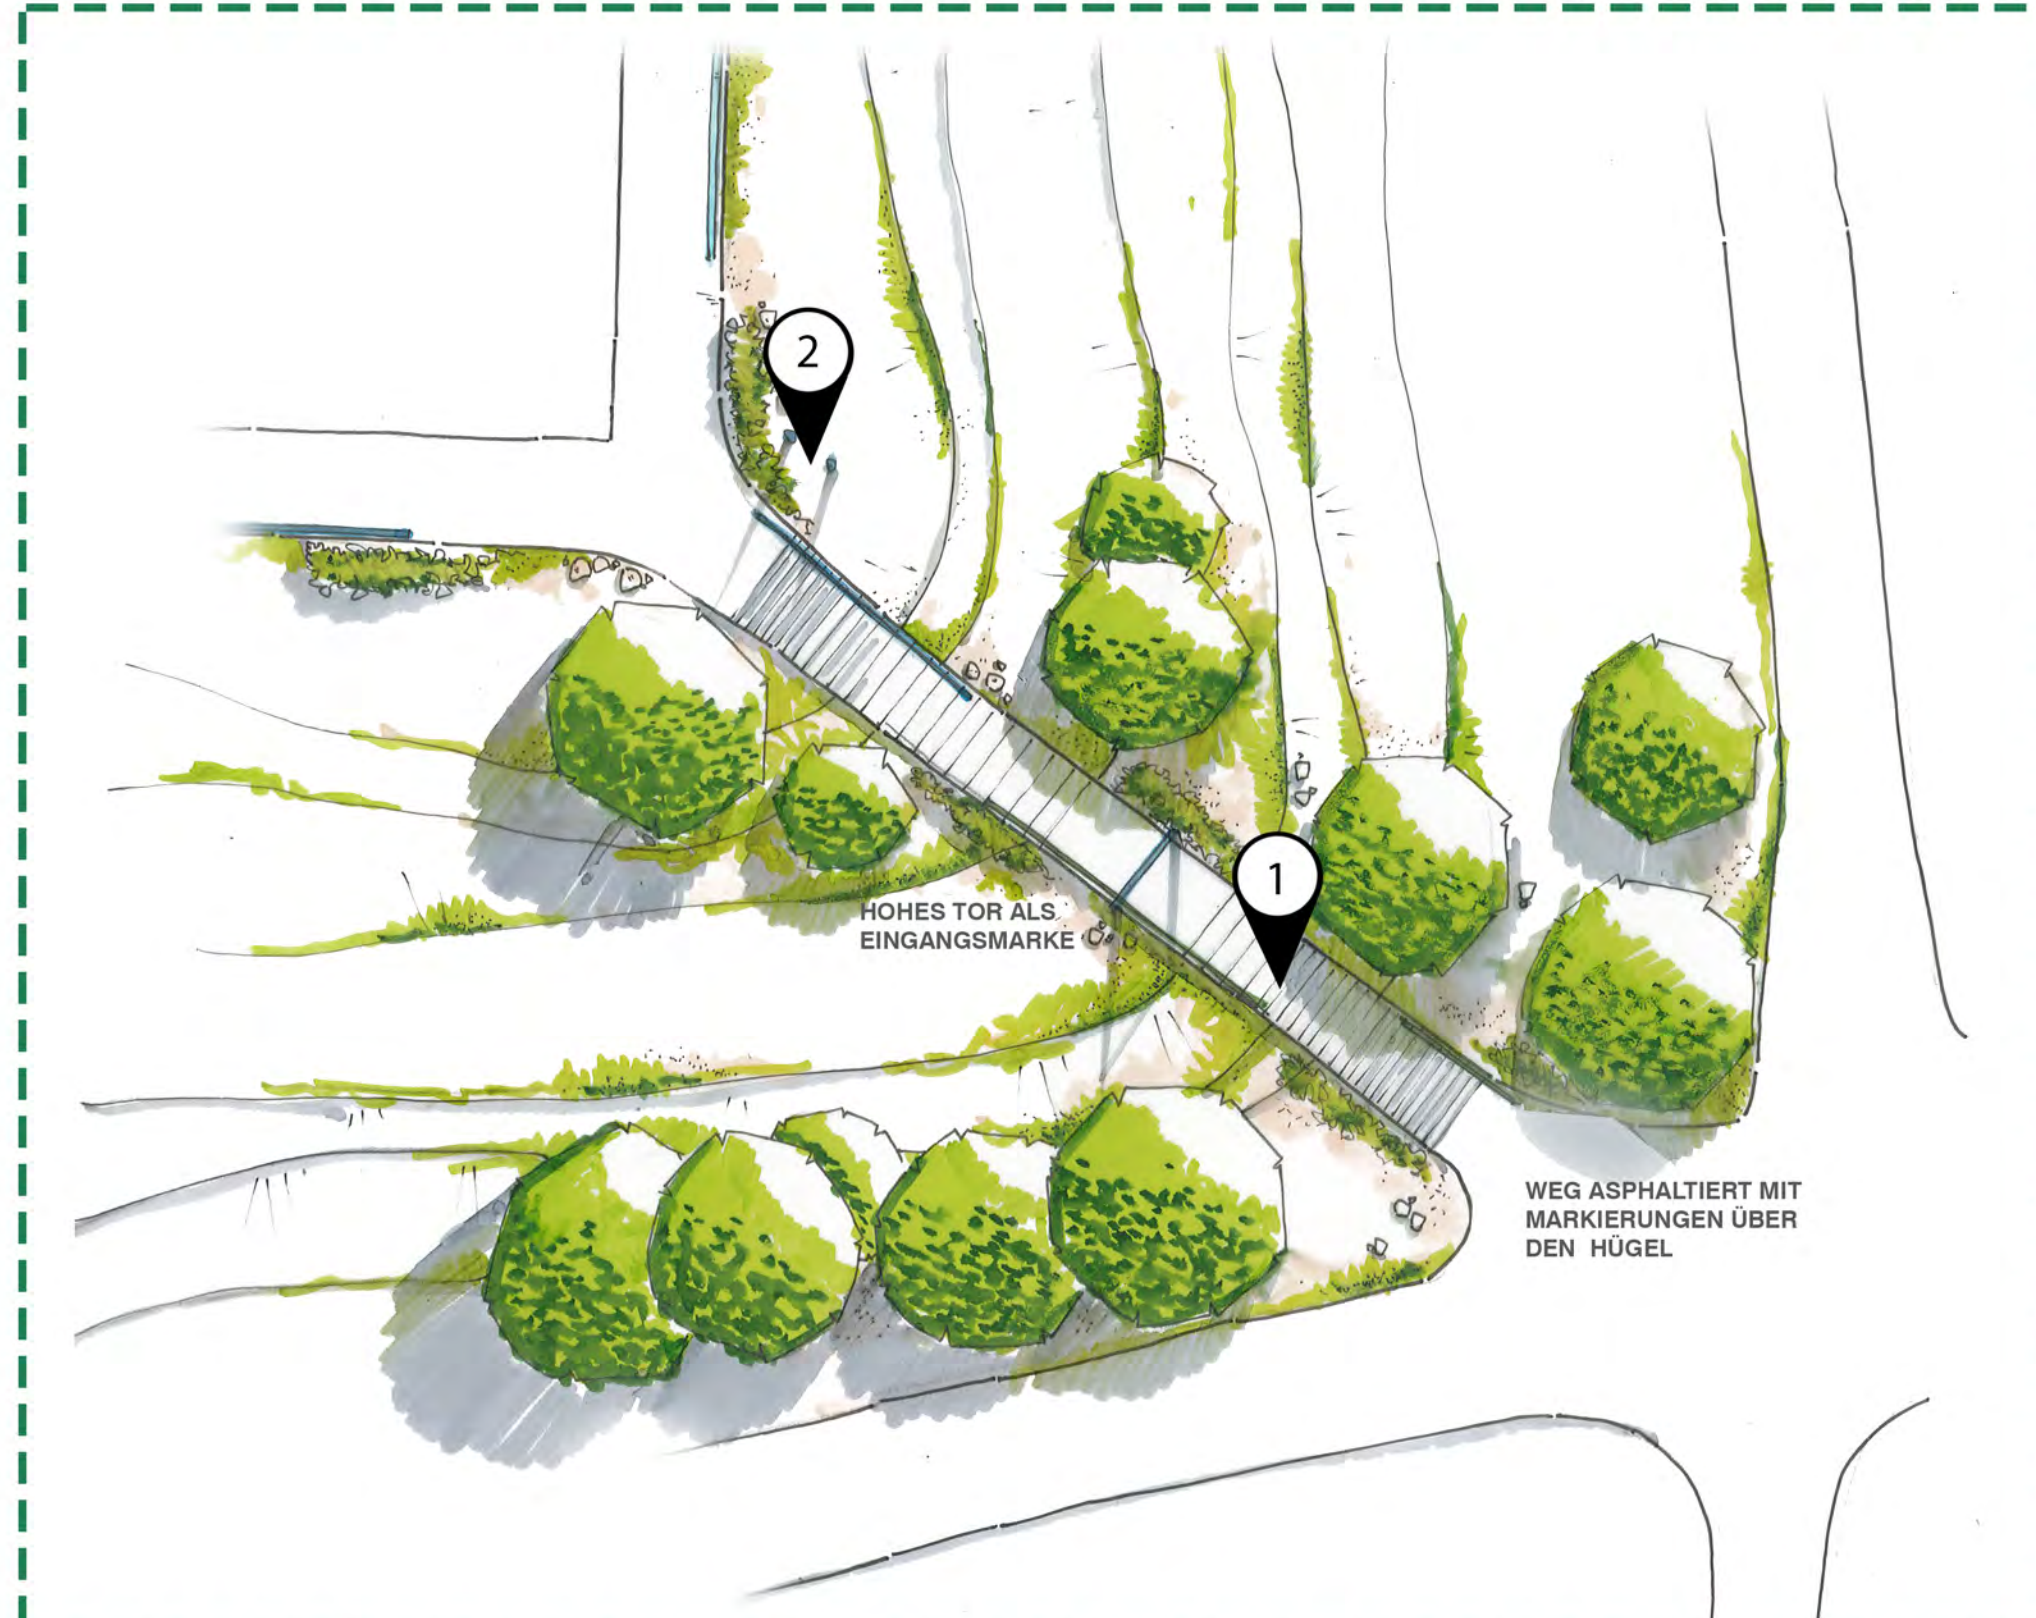 2
1
HOHES TOR ALS
EINGANGSMARKE
WEG ASPHALTIERT MIT
MARKIERUNGEN ÜBER
DEN HÜGEL